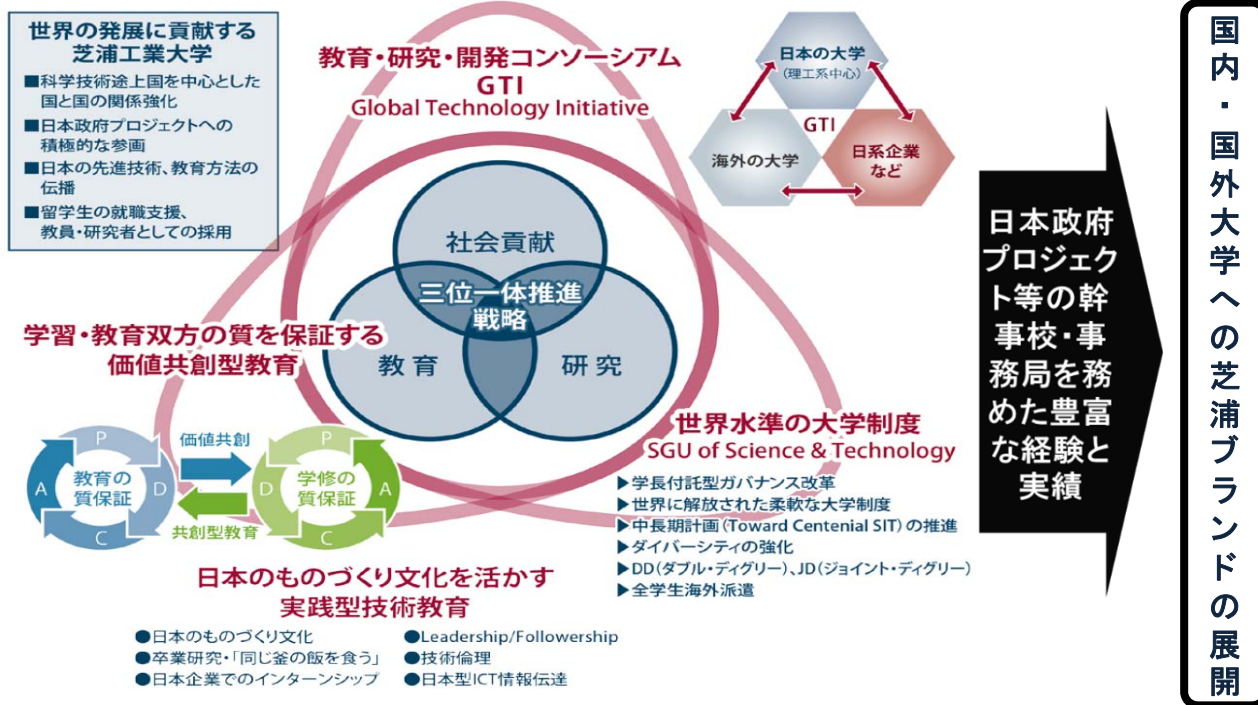 世界の発展に貢献する
芝浦工業大学
■科学技術途上国を中心とした
国と国の関係強化
■日本政府プロジェクトへの
積極的な参画
■日本の先進技術、教育方法の
伝播
■留学生の就職支援、
教員・研究者としての採用
教育・研究・開発コンソーシアム
GTI
Global Technology Initiative
日本の大学
(理工系中心)
GTI
海外の大学
日系企業
など
社会貢献
三位一体推進
戦略
教育
研究
学習・教育双方の質を保証する
価値共創型教育
P
D
C
A
教育の
質保証
価値共創
共創型教育
P
D
C
A
学修の
質保証
世界水準の大学制度
SGU of Science & Technology
▶学長付託型ガバナンス改革
▶世界に解放された柔軟な大学制度
▶中長期計画(Toward Centenial SIT)の推進
▶ダイバーシティの強化
▶DD(ダブル・ディグリー)、JD(ジョイント・ディグリー)
▶全学生海外派遣
日本のものづくり文化を活かす
実践型技術教育
●日本のものづくり文化
●卒業研究・「同じ釜の飯を食う」
●日本企業でのインターンシップ
●Leadership/Followership
●技術倫理
●日本型ICT情報伝達
日本政府
プロジェク
ト等の幹
事校・事
務局を務
めた豊富
な経験と
実績
国内・国外大学への芝浦ブランドの展開